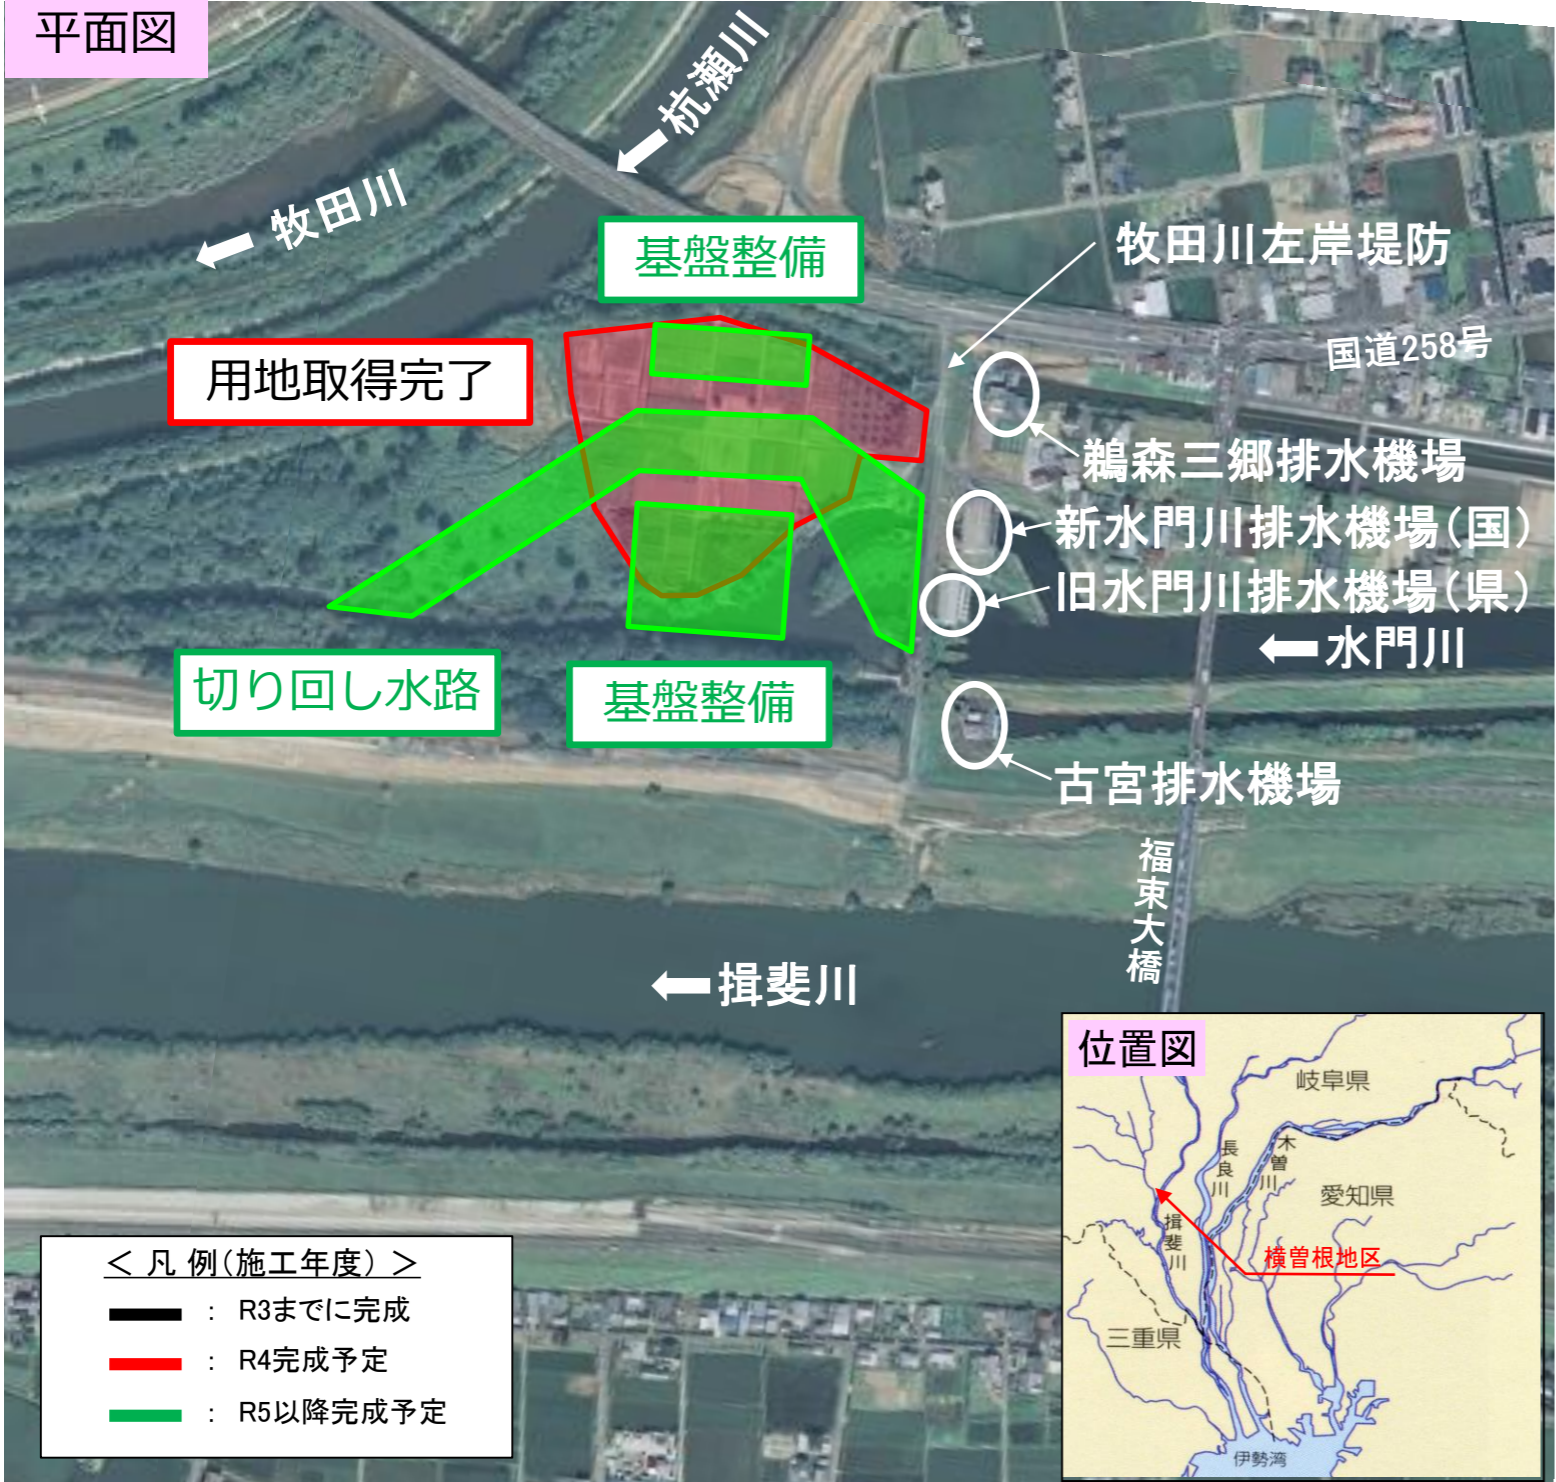 平面図
杭瀬川
牧田川
基盤整備
牧田川左岸堤防
国道258号
用地取得完了
鵜森三郷排水機場
新水門川排水機場(国)
旧水門川排水機場(県)
水門川
切り回し水路
基盤整備
古宮排水機場
福束大橋
揖斐川
位置図
岐阜県
長良川
木曽川
愛知県
揖斐川
横曽根地区
三重県
伊勢湾
＜ 凡 例(施工年度) ＞
： R3までに完成
： R4完成予定
： R5以降完成予定